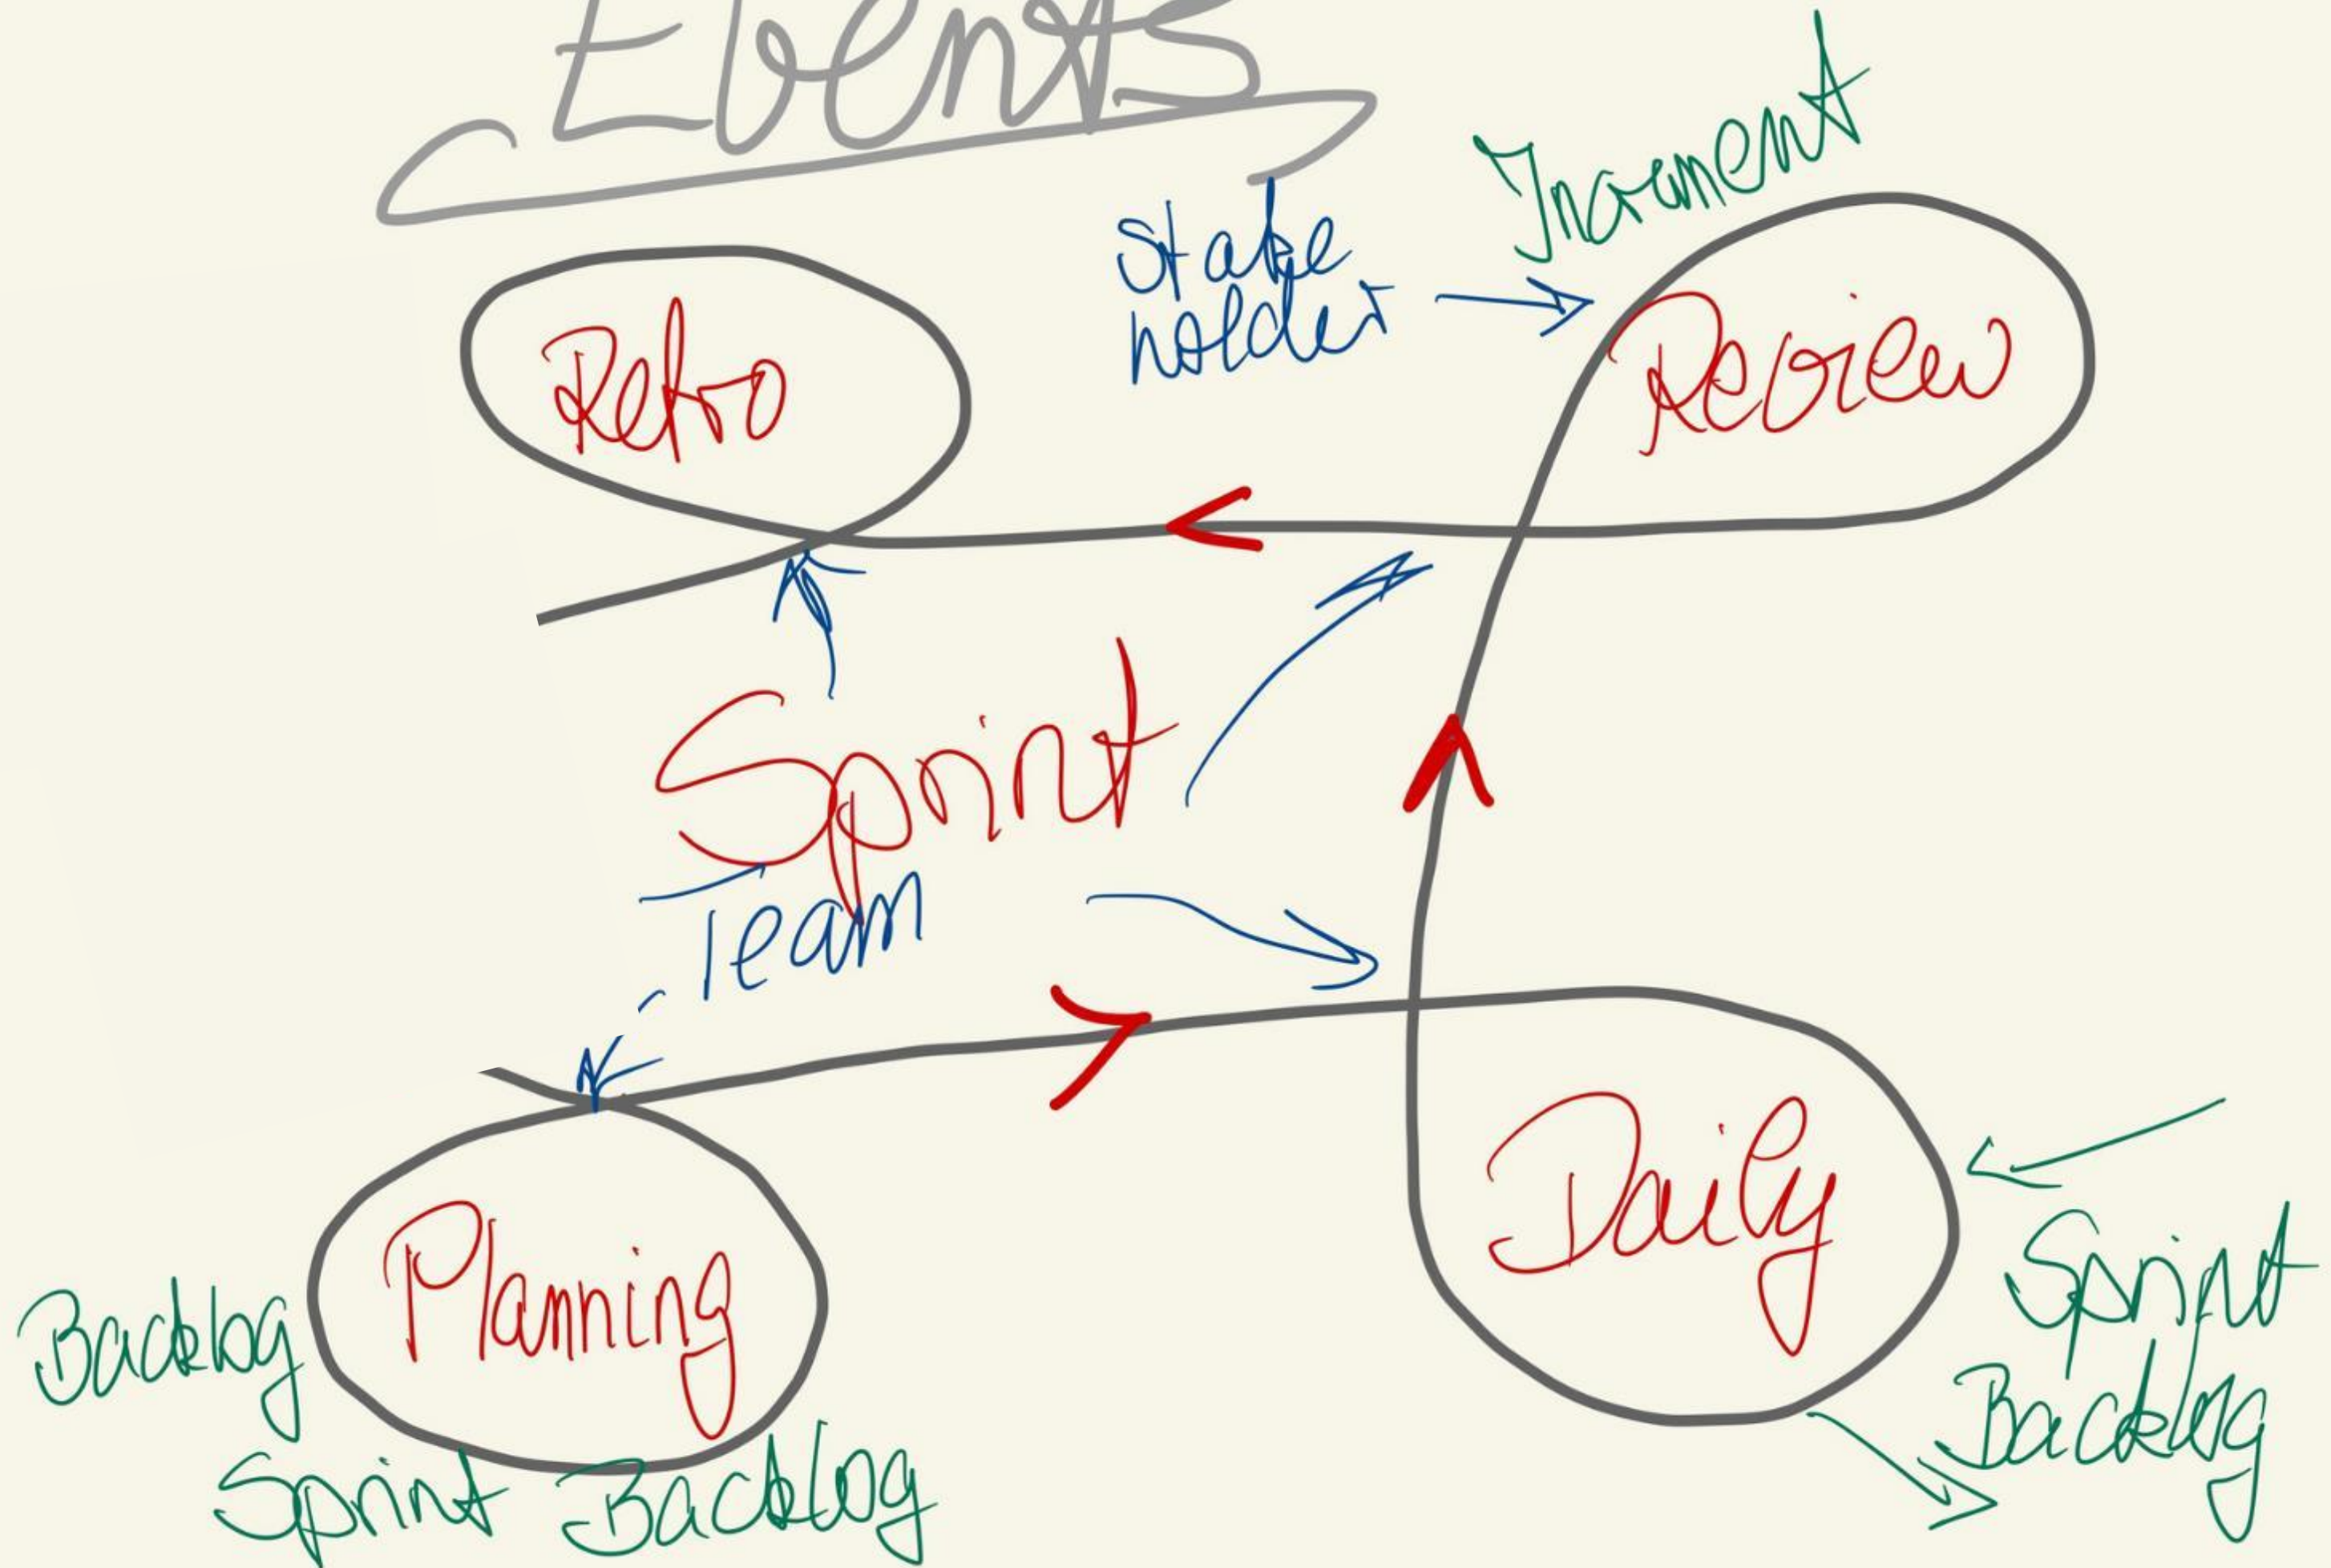 Events
Increment
Stake
holder
Retro
Review
Sprint
Team
Daily
Planning
Backlog
Sprint Backlog
Sprint
Backlog